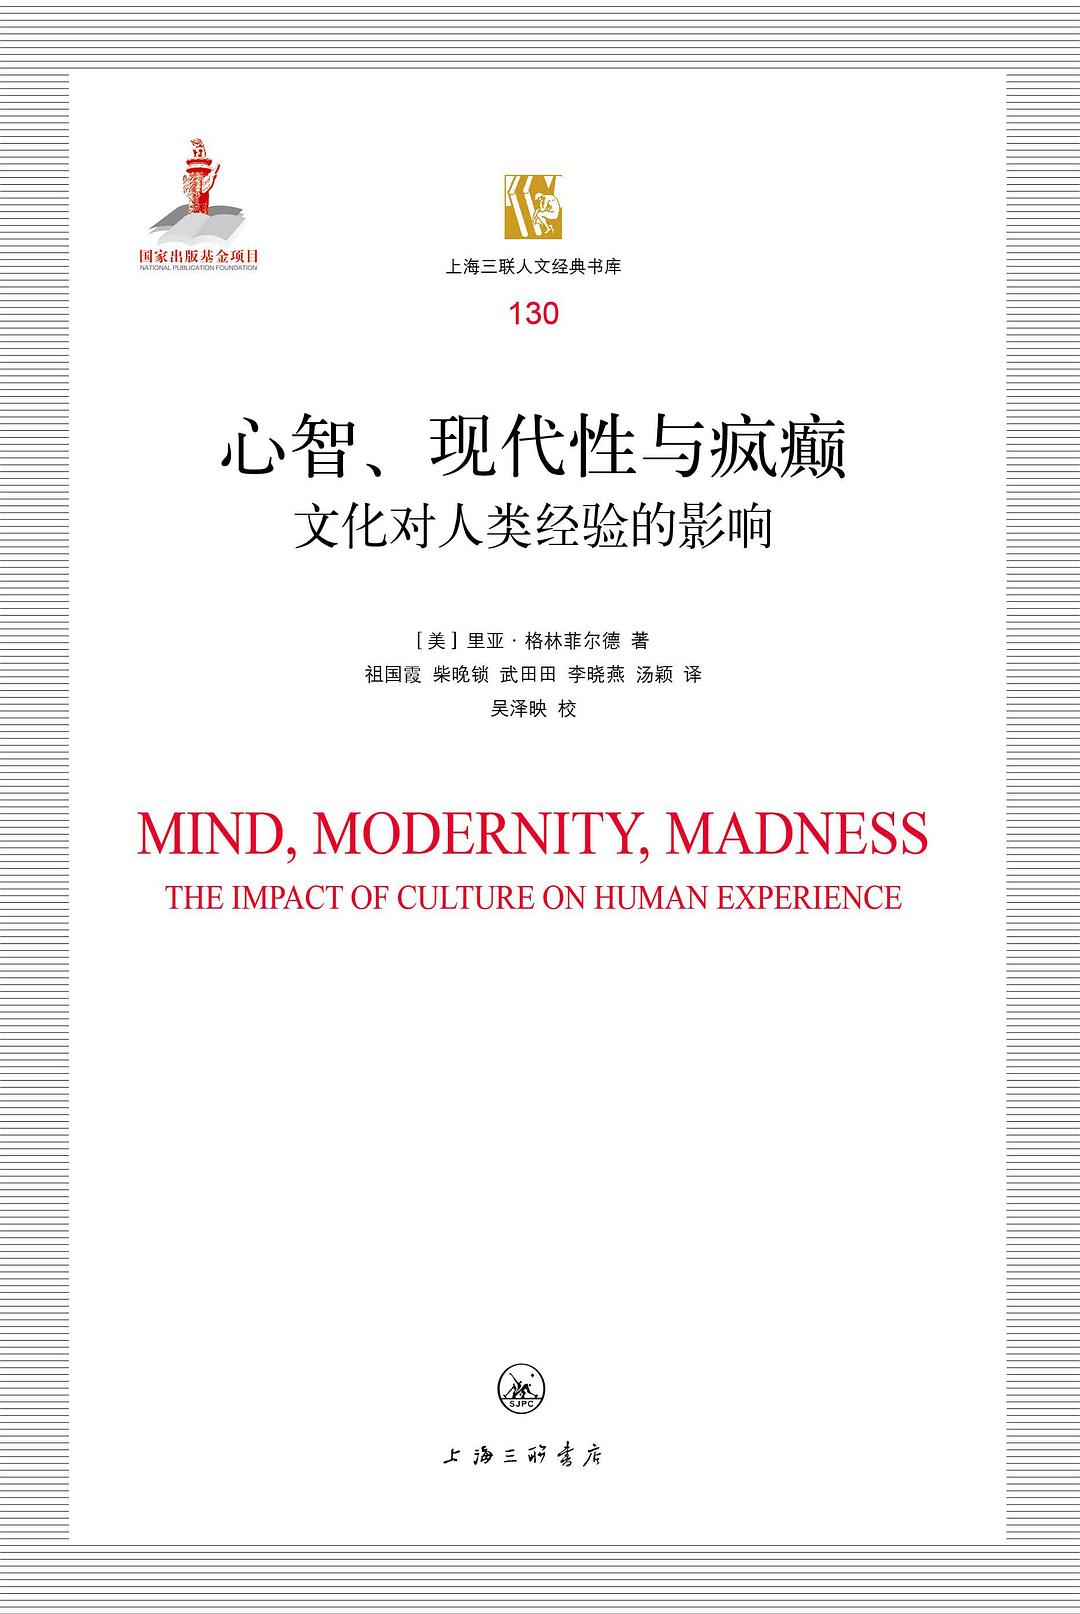 国家出版基金项目
NATIONAL PUBLICATION FOUNDATION
上海三联人文经典书库
130
心智、现代性与疯癫
文化对人类经验的影响
[美]里亚·格林菲尔德 著
祖国霞 柴晚锁 武田田 李晓燕 汤颖 译
吴泽映 校
MIND, MODERNITY, MADNESS
THE IMPACT OF CULTURE ON HUMAN EXPERIENCE
SJPC
上海三联书店